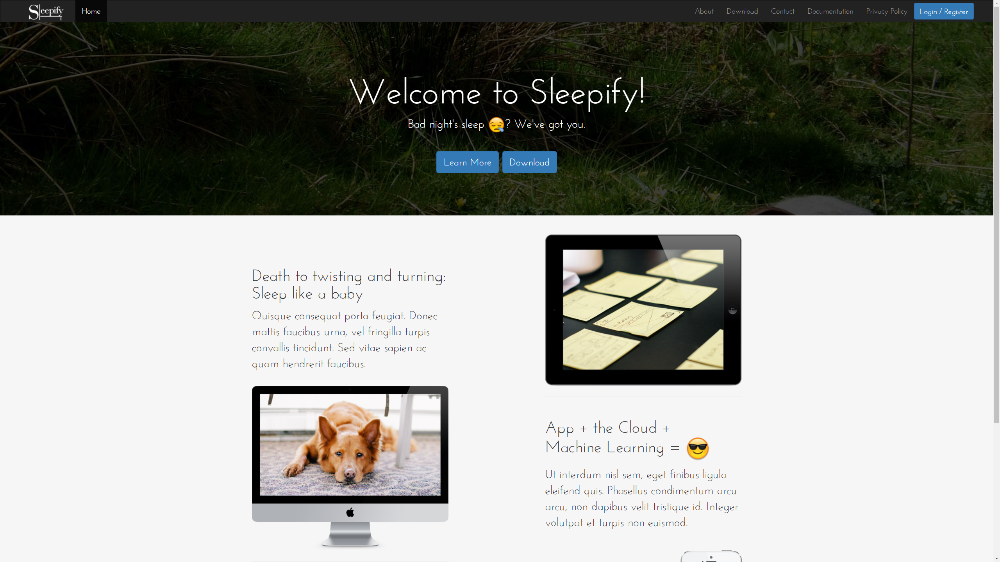 Sleepify
Home
About
Download
Contact
Documentation
Privacy Policy
Login / Register
Welcome to Sleepify!
Bad night's sleep 😪? We've got you.
Learn More
Download
Death to twisting and turning:
Sleep like a baby
Quisque consequat porta feugiat. Donec
mattis faucibus urna, vel fringilla turpis
convallis tincidunt. Sed vitae sapien ac
quam hendrerit faucibus.
App + the Cloud +
Machine Learning = 😎
Ut interdum nisl sem, eget finibus ligula
eleifend quis. Phasellus condimentum arcu
arcu, non dapibus velit tristique id. Integer
volutpat et turpis non euismod.